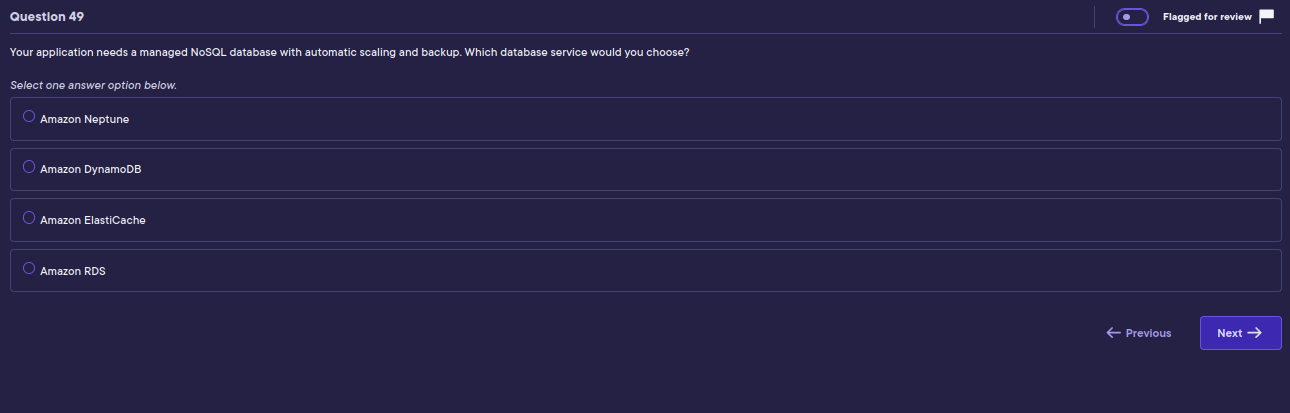 Question 49
Flagged for review
Your application needs a managed NoSQL database with automatic scaling and backup. Which database service would you choose?
Select one answer option below.
Amazon Neptune
Amazon DynamoDB
Amazon ElastiCache
Amazon RDS
Previous
Next